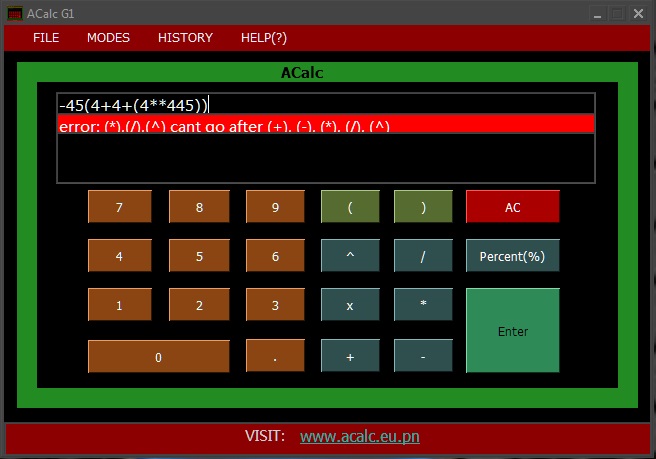 ACalc G1
FILE MODES HISTORY HELP(?)
ACalc
-45(4+4+(4**445))
error: (*),(/),(^) cant go after (+), (-), (*), (/), (^)
7 8 9 ( ) AC
4 5 6 ^ / Percent(%)
1 2 3 x * Enter
0 . + -
VISIT: www.acalc.eu.pn